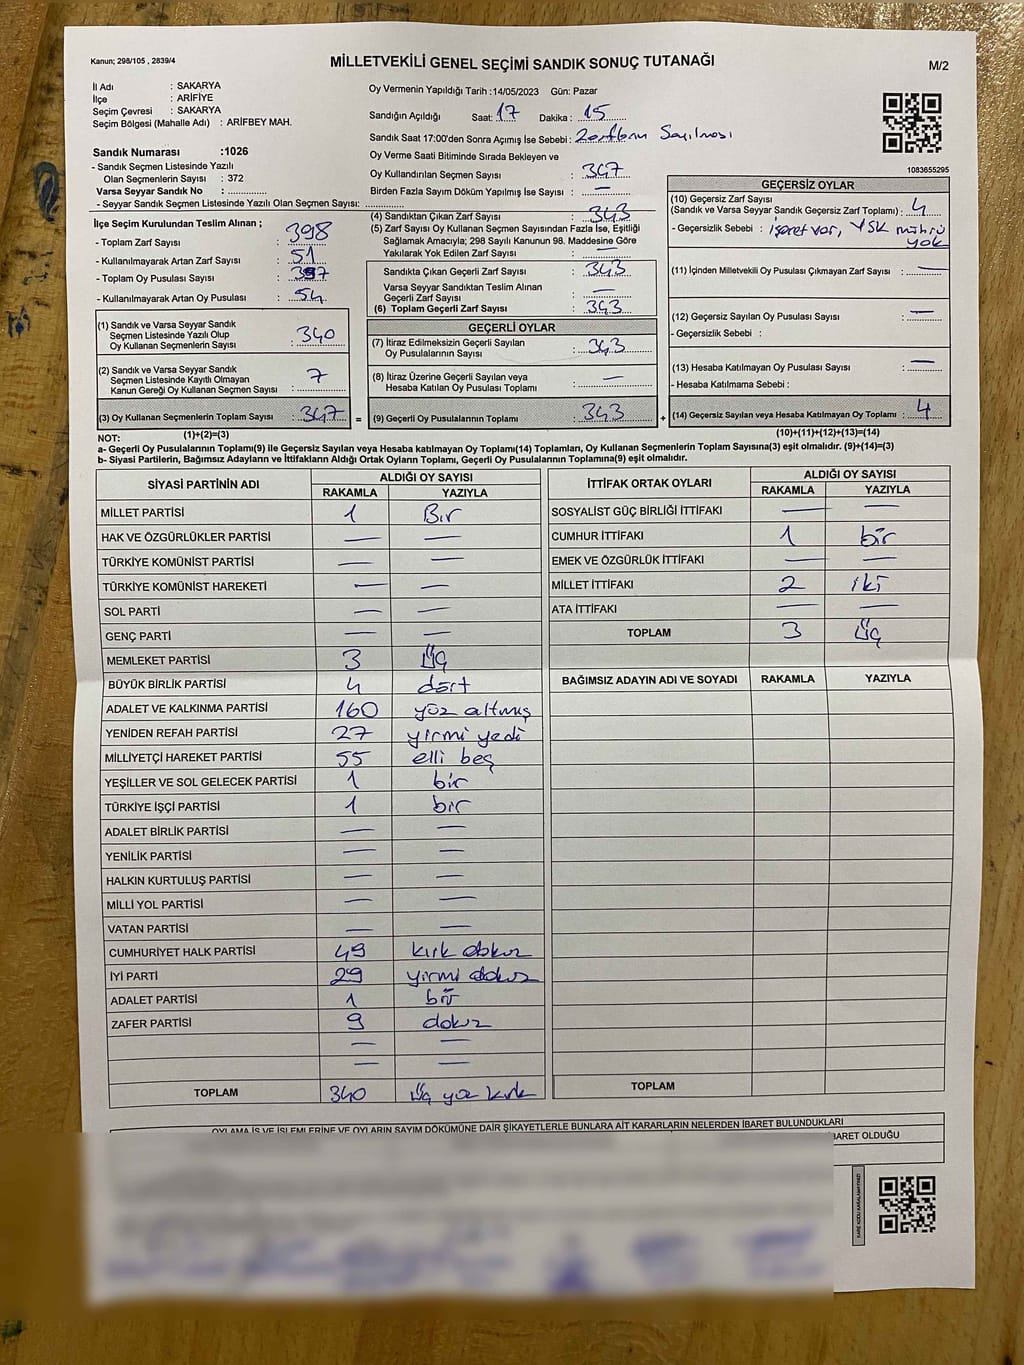 Kanun; 298/105 , 2839/4
MİLLETVEKİLİ GENEL SEÇİMİ SANDIK SONUÇ TUTANAĞI
M/2
İl Adı : SAKARYA
İlçe : ARİFİYE
Seçim Çevresi : SAKARYA
Seçim Bölgesi (Mahalle Adı) : ARİFBEY MAH.
Sandık Numarası :1026
- Sandık Seçmen Listesinde Yazılı
Olan Seçmenlerin Sayısı : 372
Varsa Seyyar Sandık No :
- Seyyar Sandık Seçmen Listesinde Yazılı Olan Seçmen Sayısı:
Oy Vermenin Yapıldığı Tarih :14/05/2023 Gün: Pazar
Sandığın Açıldığı Saat: 17 Dakika : 15
Sandık Saat 17:00'den Sonra Açımış İse Sebebi : Zarfların Sayılması
Oy Verme Saati Bitiminde Sırada Bekleyen ve
Oy Kullandırılan Seçmen Sayısı : 347
Birden Fazla Sayım Döküm Yapılmış İse Sayısı : —
1083655295
İlçe Seçim Kurulundan Teslim Alınan ;
- Toplam Zarf Sayısı : 398
- Kullanılmayarak Artan Zarf Sayısı : 51
- Toplam Oy Pusulası Sayısı : 397
- Kullanılmayarak Artan Oy Pusulası : 54
(1) Sandık ve Varsa Seyyar Sandık
Seçmen Listesinde Yazılı Olup
Oy Kullanan Seçmenlerin Sayısı : 340
(2) Sandık ve Varsa Seyyar Sandık
Seçmen Listesinde Kayıtlı Olmayan
Kanun Gereği Oy Kullanan Seçmen Sayısı : 7
(3) Oy Kullanan Seçmenlerin Toplam Sayısı : 347
(1)+(2)=(3)
(4) Sandıktan Çıkan Zarf Sayısı : 343
(5) Zarf Sayısı Oy Kullanan Seçmen Sayısından Fazla İse, Eşitliği
Sağlamak Amacıyla; 298 Sayılı Kanunun 98. Maddesine Göre
Yakılarak Yok Edilen Zarf Sayısı : —
Sandıkta Çıkan Geçerli Zarf Sayısı : 343
Varsa Seyyar Sandıktan Teslim Alınan
Geçerli Zarf Sayısı : —
(6) Toplam Geçerli Zarf Sayısı : 343
GEÇERLİ OYLAR
(7) İtiraz Edilmeksizin Geçerli Sayılan
Oy Pusulalarının Sayısı : 343
(8) İtiraz Üzerine Geçerli Sayılan veya
Hesaba Katılan Oy Pusulası Toplamı : —
= (9) Geçerli Oy Pusulalarının Toplamı : 343
GEÇERSİZ OYLAR
(10) Geçersiz Zarf Sayısı
(Sandık ve Varsa Seyyar Sandık Geçersiz Zarf Toplamı) : 4
- Geçersizlik Sebebi : işaret var, YSK mührü
yok
(11) İçinden Milletvekili Oy Pusulası Çıkmayan Zarf Sayısı : —
(12) Geçersiz Sayılan Oy Pusulası Sayısı : —
- Geçersizlik Sebebi :
(13) Hesaba Katılmayan Oy Pusulası Sayısı : —
- Hesaba Katılmama Sebebi :
+ (14) Geçersiz Sayılan veya Hesaba Katılmayan Oy Toplamı : 4
(10)+(11)+(12)+(13)=(14)
NOT:
a- Geçerli Oy Pusulalarının Toplamı(9) ile Geçersiz Sayılan veya Hesaba katılmayan Oy Toplamı(14) Toplamları, Oy Kullanan Seçmenlerin Toplam Sayısına(3) eşit olmalıdır. (9)+(14)=(3)
b- Siyasi Partilerin, Bağımsız Adayların ve İttifakların Aldığı Ortak Oyların Toplamı, Geçerli Oy Pusulalarının Toplamına(9) eşit olmalıdır.
SİYASİ PARTİNİN ADI ALDIĞI OY SAYISI
RAKAMLA YAZIYLA
MİLLET PARTİSİ 1 Bir
HAK VE ÖZGÜRLÜKLER PARTİSİ — —
TÜRKİYE KOMÜNİST PARTİSİ — —
TÜRKİYE KOMÜNİST HAREKETİ — —
SOL PARTİ — —
GENÇ PARTİ — —
MEMLEKET PARTİSİ 3 Üç
BÜYÜK BİRLİK PARTİSİ 4 dört
ADALET VE KALKINMA PARTİSİ 160 yüz altmış
YENİDEN REFAH PARTİSİ 27 yirmi yedi
MİLLİYETÇİ HAREKET PARTİSİ 55 elli beş
YEŞİLLER VE SOL GELECEK PARTİSİ 1 bir
TÜRKİYE İŞÇİ PARTİSİ 1 bir
ADALET BİRLİK PARTİSİ — —
YENİLİK PARTİSİ — —
HALKIN KURTULUŞ PARTİSİ — —
MİLLİ YOL PARTİSİ — —
VATAN PARTİSİ — —
CUMHURİYET HALK PARTİSİ 49 kırk dokuz
İYİ PARTİ 29 yirmi dokuz
ADALET PARTİSİ 1 bir
ZAFER PARTİSİ 9 dokuz
— —
— —
TOPLAM 340 Üç yüz kırk
İTTİFAK ORTAK OYLARI ALDIĞI OY SAYISI
RAKAMLA YAZIYLA
SOSYALİST GÜÇ BİRLİĞİ İTTİFAKI — —
CUMHUR İTTİFAKI 1 bir
EMEK VE ÖZGÜRLÜK İTTİFAKI — —
MİLLET İTTİFAKI 2 iki
ATA İTTİFAKI — —
TOPLAM 3 Üç
BAĞIMSIZ ADAYIN ADI VE SOYADI RAKAMLA YAZIYLA
TOPLAM
OYLAMA İŞ VE İŞLEMLERİNE VE OYLARIN SAYIM DÖKÜMÜNE DAİR ŞİKAYETLERLE BUNLARA AİT KARARLARIN NELERDEN İBARET BULUNDUKLARI
BARET OLDUĞU